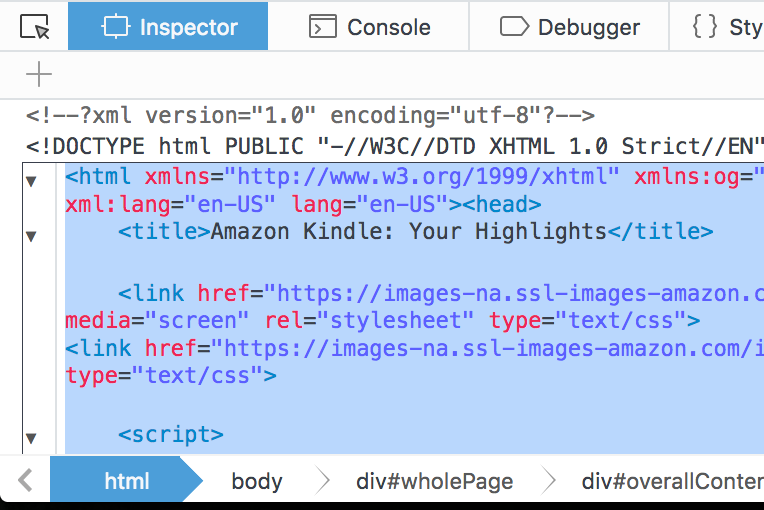 Inspector Console Debugger { } Sty
+
<!--?xml version="1.0" encoding="utf-8"?-->
<!DOCTYPE html PUBLIC "-//W3C//DTD XHTML 1.0 Strict//EN"
<html xmlns="http://www.w3.org/1999/xhtml" xmlns:og="
xml:lang="en-US" lang="en-US"><head>
<title>Amazon Kindle: Your Highlights</title>
<link href="https://images-na.ssl-images-amazon.c
media="screen" rel="stylesheet" type="text/css">
<link href="https://images-na.ssl-images-amazon.com/i
type="text/css">
<script>
html body div#wholePage div#overallConten